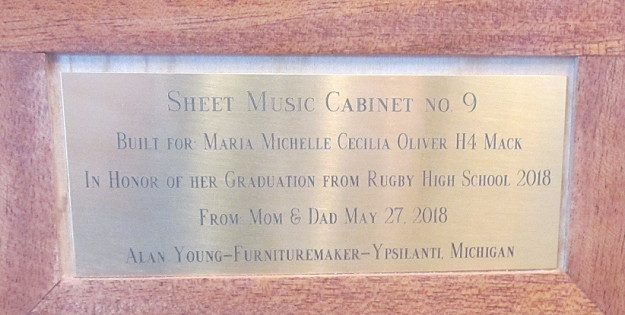 Sheet Music Cabinet no. 9
Built for Maria Michelle Cecilia Oliver H4 Mack
In Honor of her Graduation from Rugby High School 2018
From Mom & Dad May 27, 2018
Alan Young–Furnituremaker–Ypsilanti, Michigan